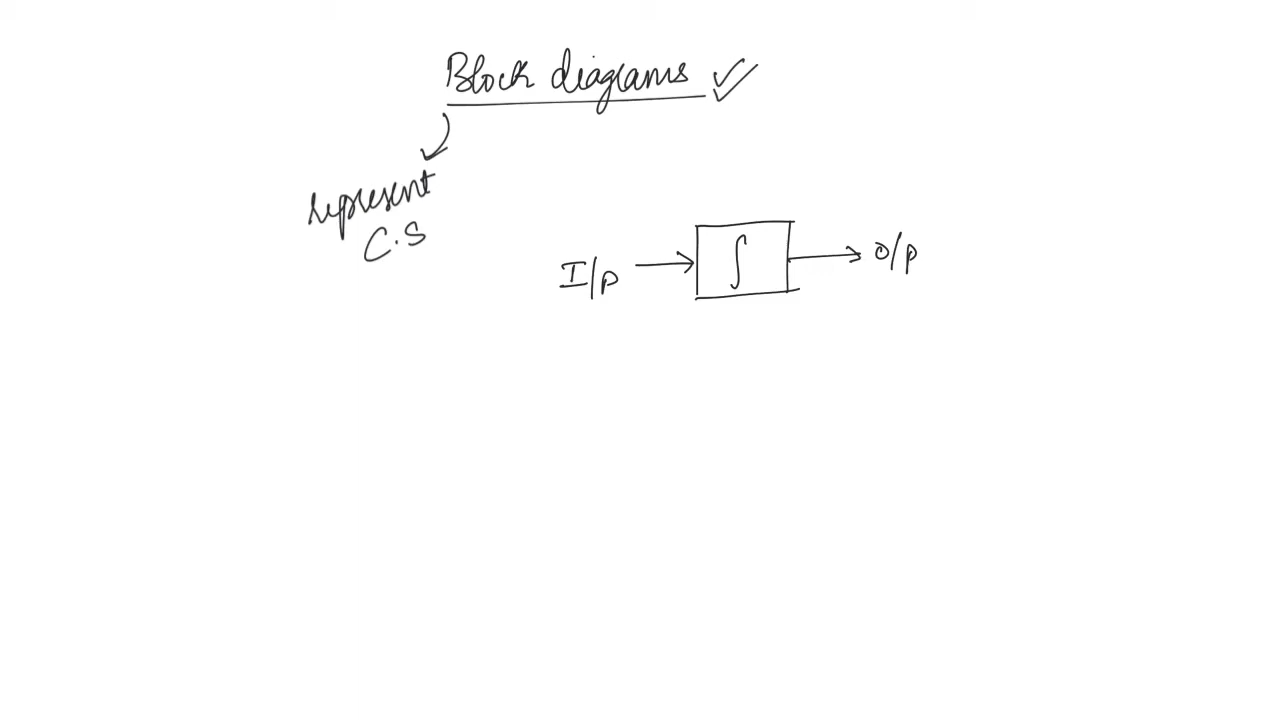 Block diagrams
represent
C.S
I/p ∫ O/p